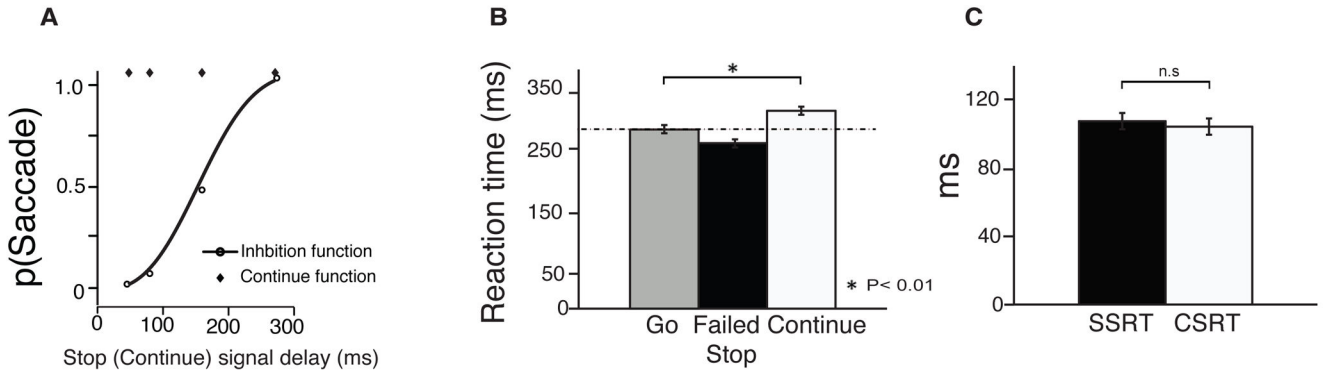 A
p(Saccade)
1.0
0.5
0
0
100
200
300
Inhbition function
Continue function
Stop (Continue) signal delay (ms)
B
Reaction time (ms)
350
250
150
50
0
*
* P< 0.01
Go
Failed
Stop
Continue
C
ms
120
80
40
0
n.s
SSRT
CSRT